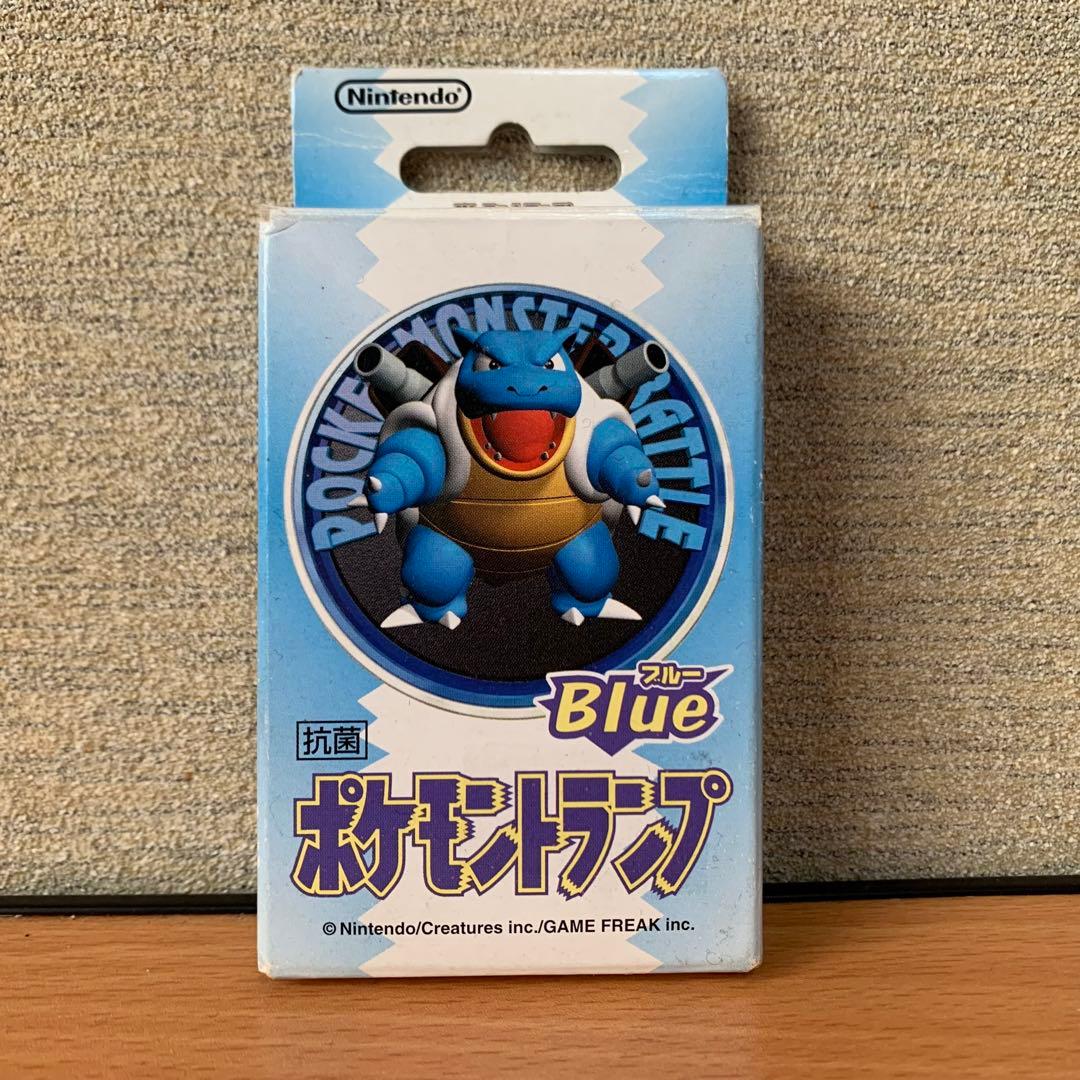 Nintendo
POCKET MONSTER BATTLE
ブルー
Blue
抗菌
ポケモントランプ
©Nintendo/Creatures inc./GAME FREAK inc.